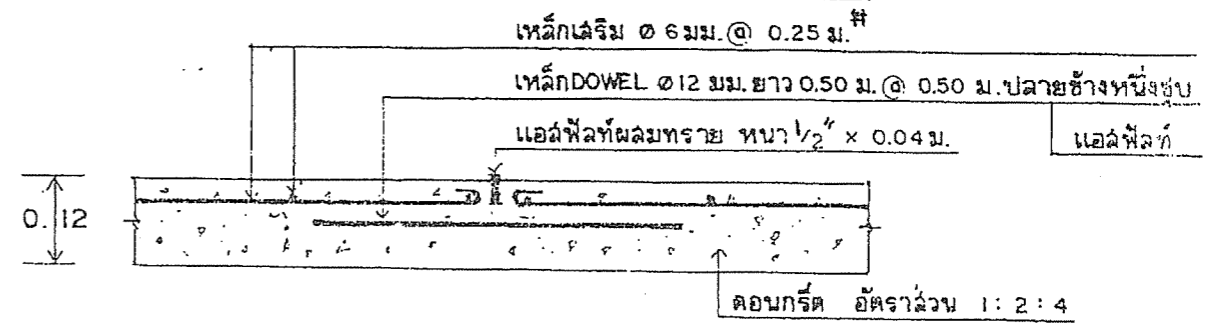 เหล็กเสริม ø 6 มม.@ 0.25 ม.#
เหล็กDOWEL ø12 มม. ยาว 0.50 ม.@ 0.50 ม.ปลายข้างหนึ่งชุบ
แอสฟัลท์
แอสฟัลท์ผสมทราย หนา 1/2" × 0.04 ม.
0.12
คอนกรีต อัตราส่วน 1:2:4